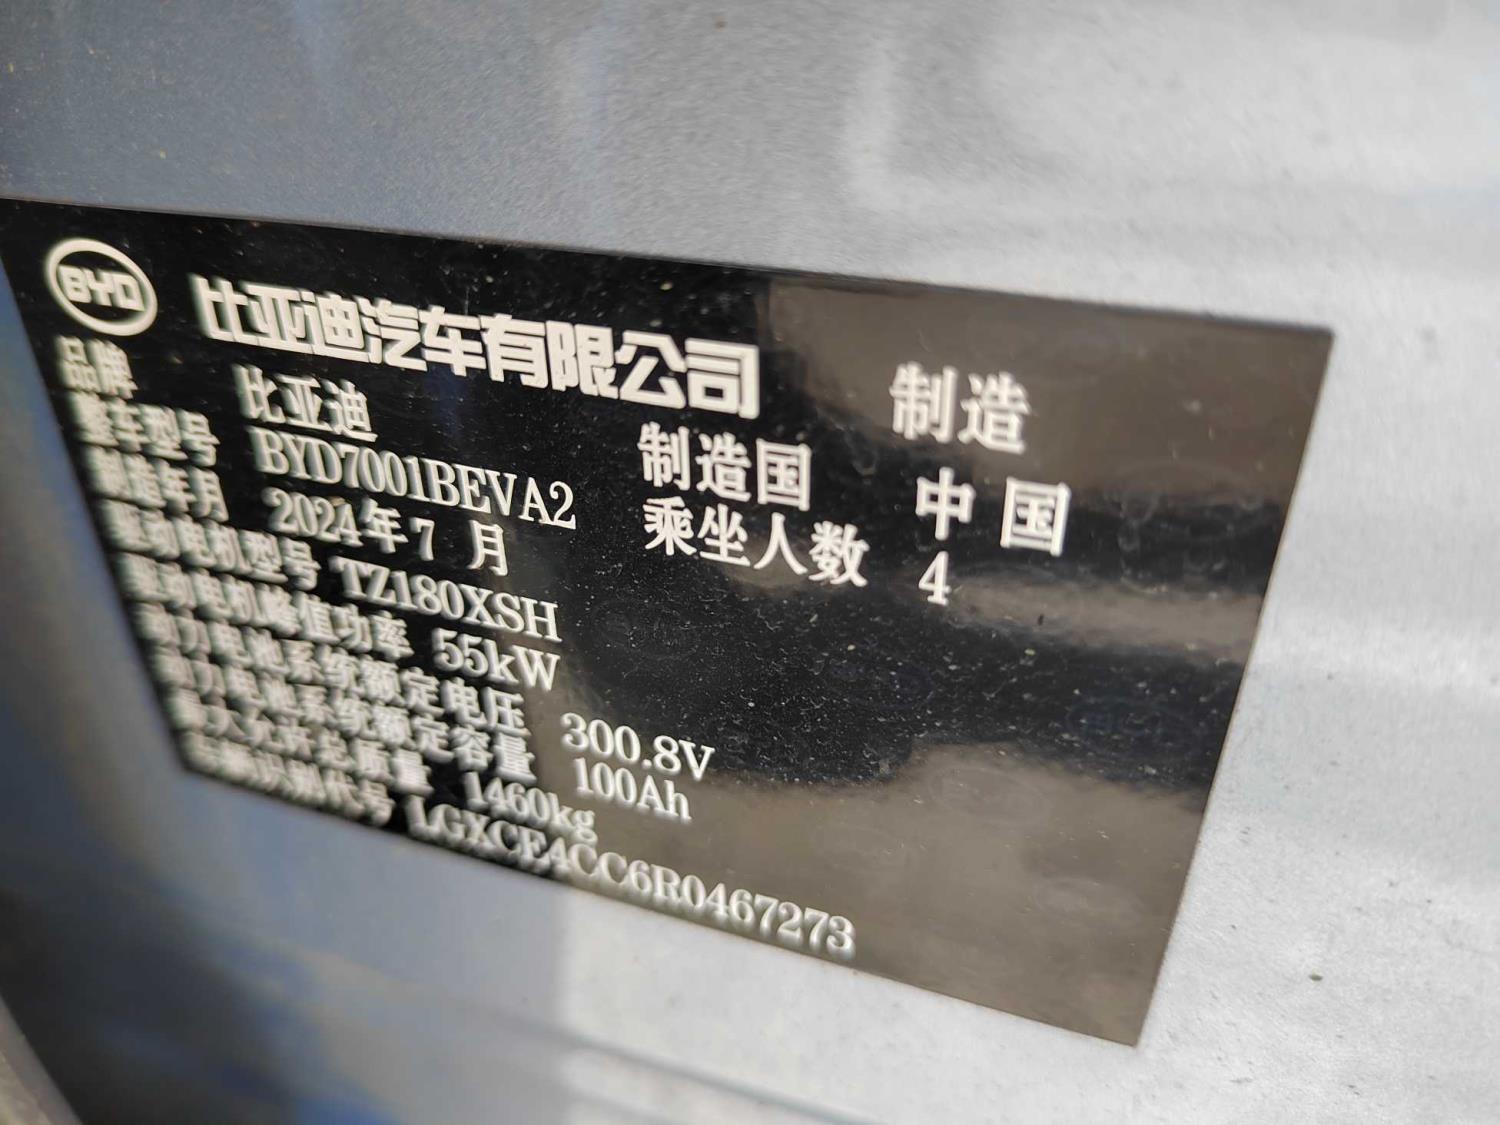 BYD 比亚迪汽车有限公司 制造
品牌 比亚迪 制造国 中国
整车型号 BYD7001BEVA2 乘坐人数 4
制造年月 2024年7月
驱动电机型号 TZ180XSH
驱动电机峰值功率 55kW
动力电池系统额定电压 300.8V
动力电池系统额定容量 100Ah
最大允许总质量 1460kg
车辆识别代号 LGXCE4CC6R0467273